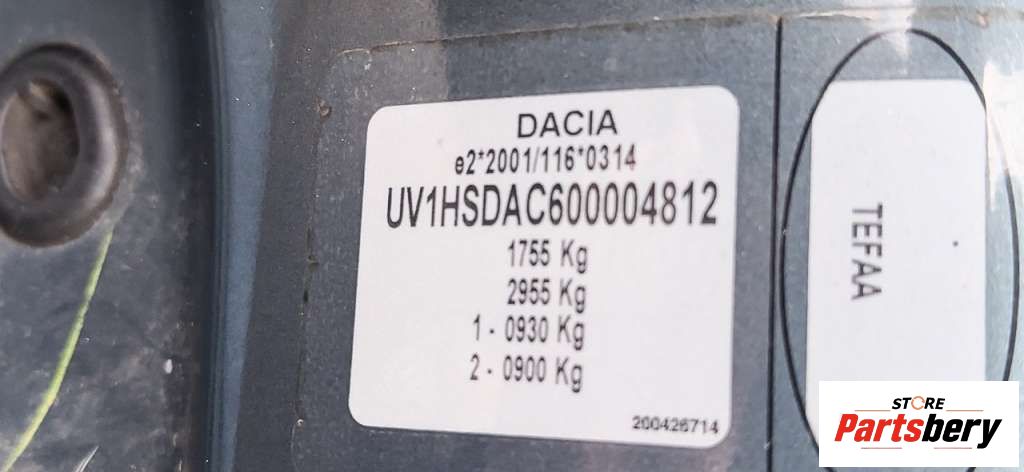 DACIA
e2*2001/116*0314
UV1HSDAC600004812
1755 Kg
2955 Kg
1 - 0930 Kg
2 - 0900 Kg
200426714
TEFAA
STORE
Partsbery